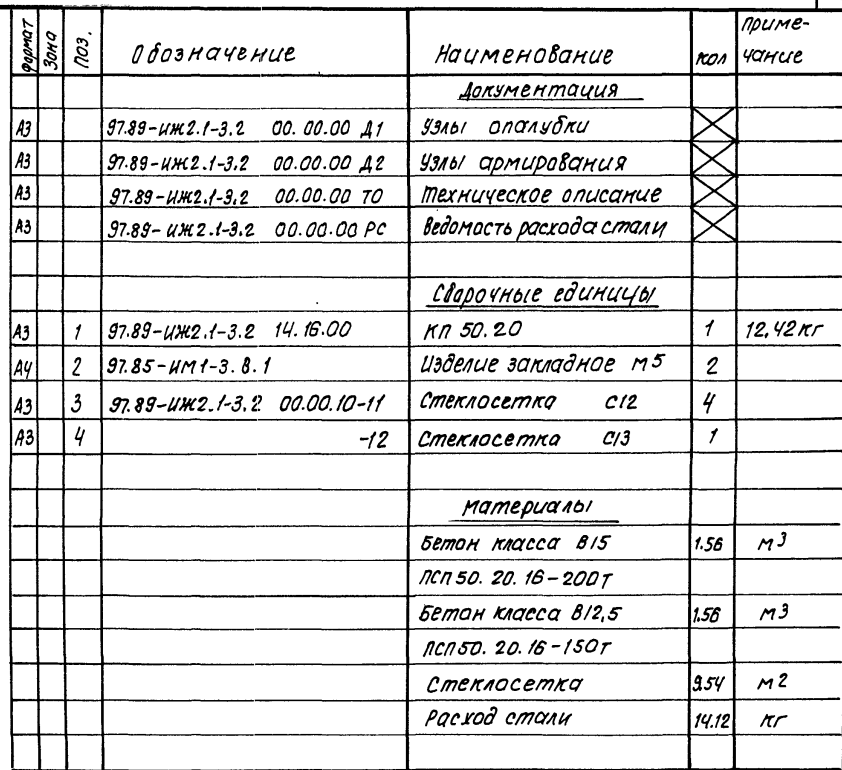 формат Зона поз. Обозначение Наименование кол Приме-
чание
Документация
А3 97.89-ИЖ2.1-3.2 00.00.00 Д1 Узлы опалубки
А3 97.89-ИЖ2.1-3.2 00.00.00 Д2 Узлы армирования
А3 97.89-ИЖ2.1-3.2 00.00.00 ТО Техническое описание
А3 97.89-ИЖ2.1-3.2 00.00.00 РС Ведомость расхода стали
Сварочные единицы
А3 1 97.89-ИЖ2.1-3.2 14.16.00 КП 50.20 1 12,42 кг
А4 2 97.85-ИМ1-3.8.1 Изделие закладное М5 2
А3 3 97.89-ИЖ2.1-3.2 00.00.10-11 Стеклосетка С12 4
А3 4 -12 Стеклосетка С13 1
Материалы
Бетон класса В15 1.56 м3
ПСП 50.20.16-200т
Бетон класса В12,5 1.56 м3
ПСП 50.20.16-150т
Стеклосетка 9.54 м2
Расход стали 14.12 кг